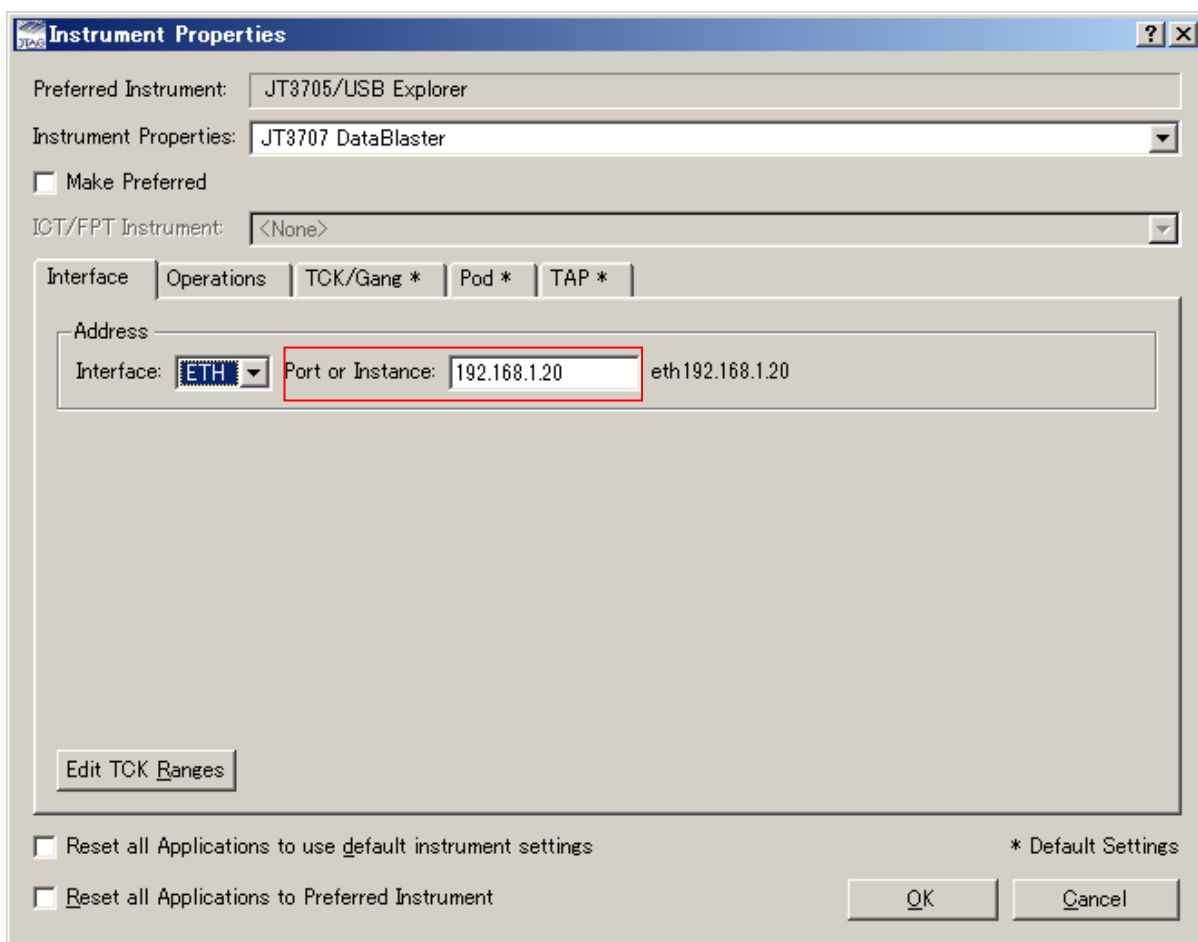 JTAG Instrument Properties
Preferred Instrument: JT3705/USB Explorer
Instrument Properties: JT3707 DataBlaster
Make Preferred
ICT/FPT Instrument: <None>
Interface Operations TCK/Gang * Pod * TAP *
Address
Interface: ETH Port or Instance: 192.168.1.20 eth192.168.1.20
Edit TCK Ranges
Reset all Applications to use default instrument settings * Default Settings
Reset all Applications to Preferred Instrument OK Cancel